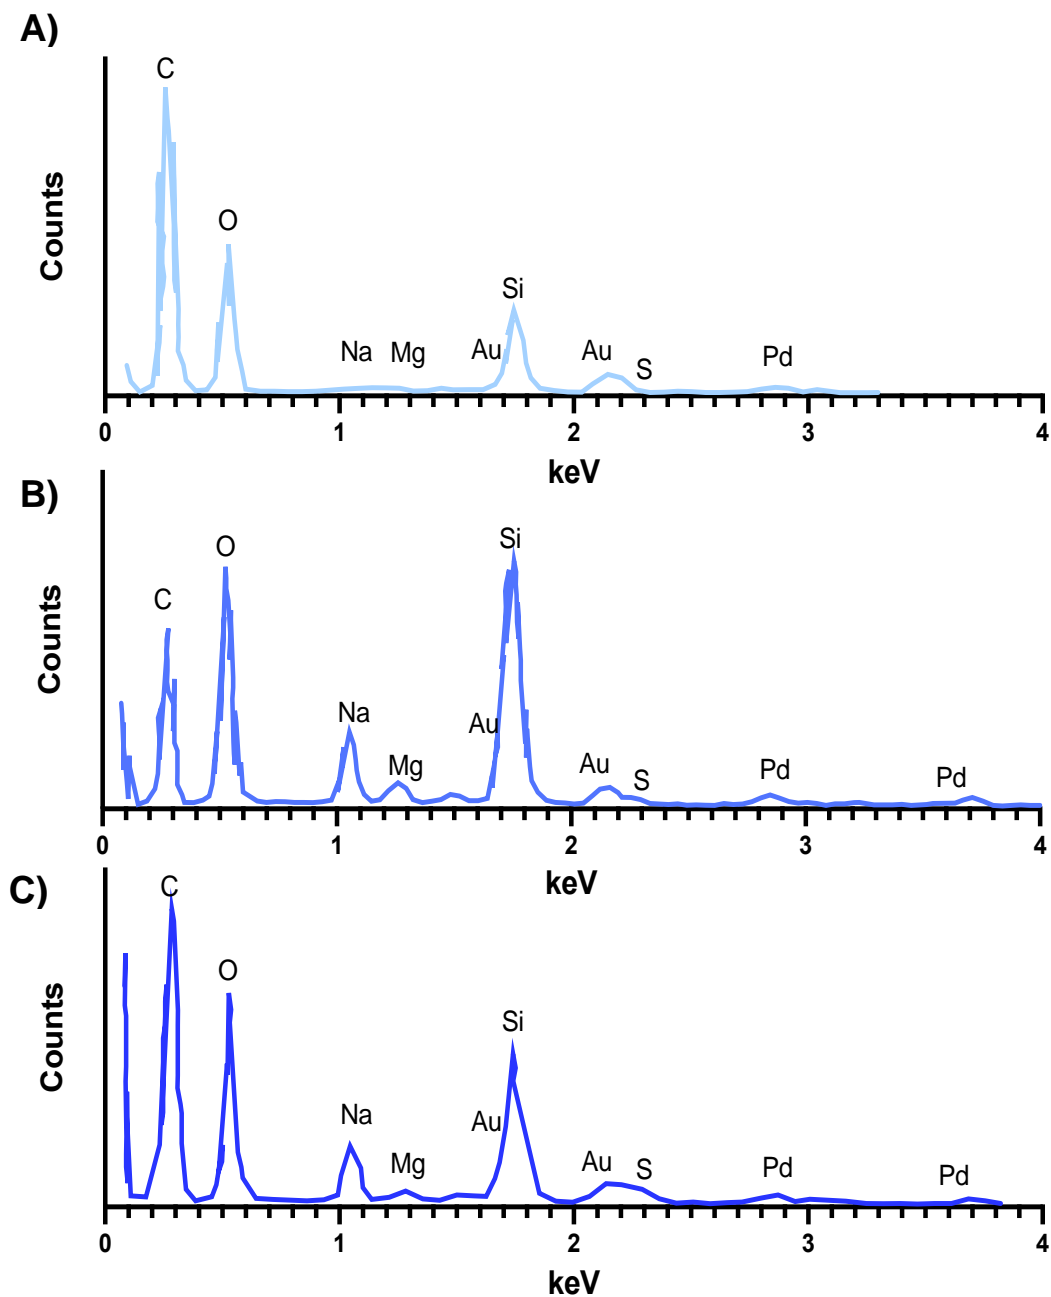 A)
C
O
Si
Na Mg Au Au S Pd
Counts
0 1 2 3 4
keV
B)
Si
O
C
Na Au
Mg Au S Pd Pd
Counts
0 1 2 3 4
keV
C)
C
O
Si
Na Au
Mg Au S Pd Pd
Counts
0 1 2 3 4
keV